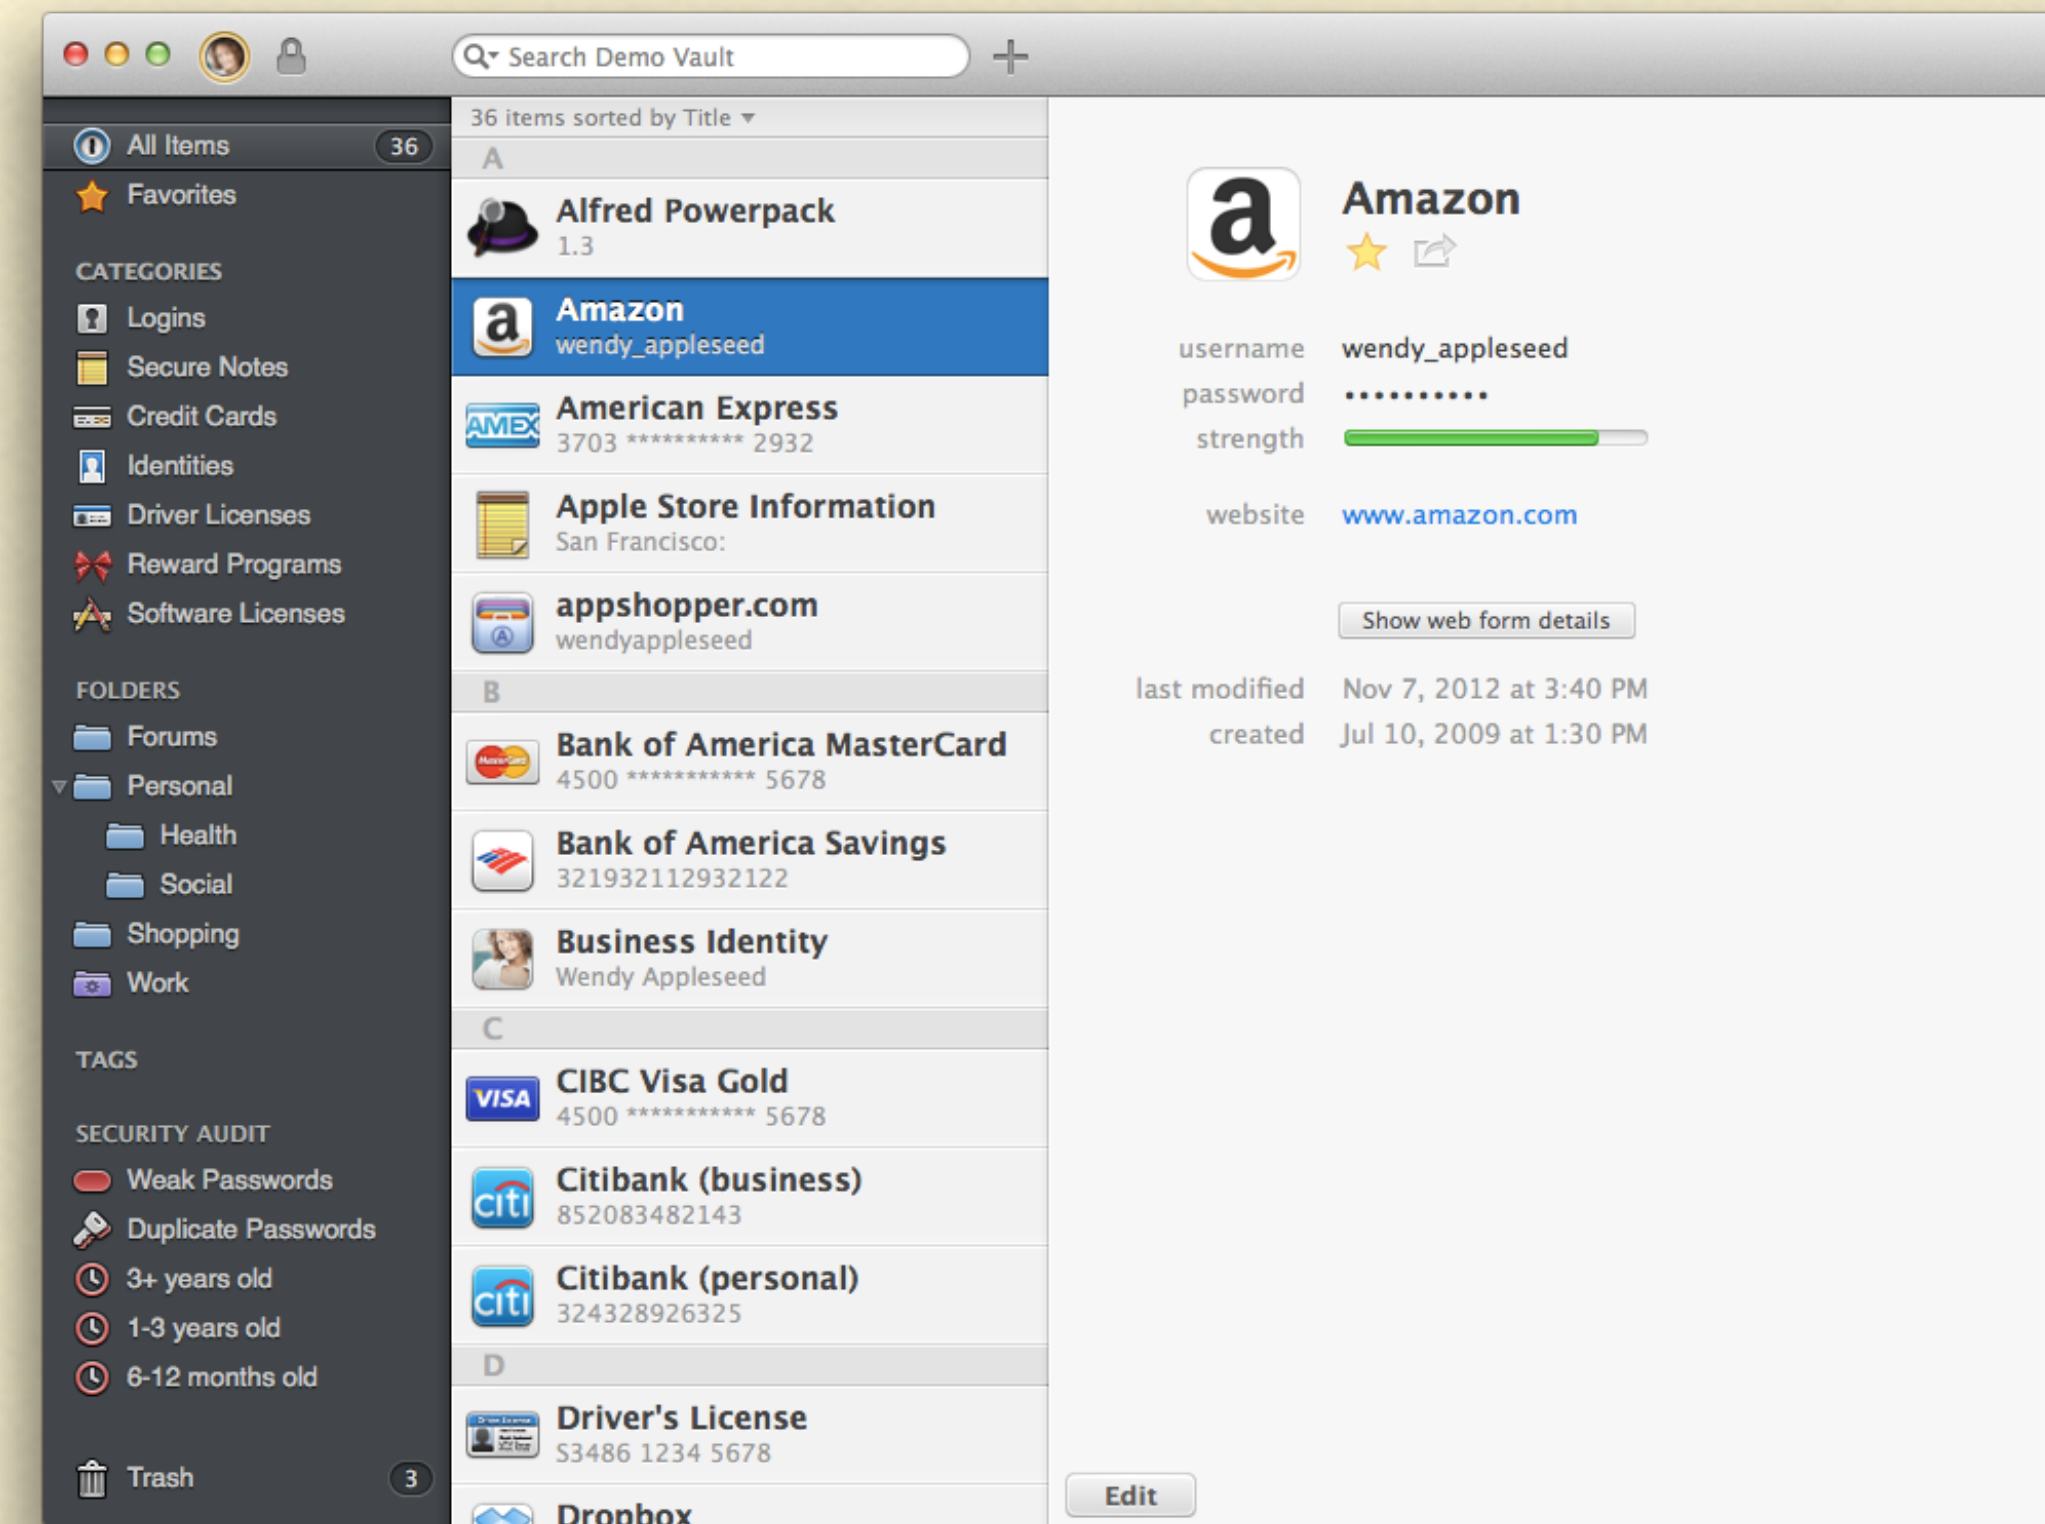 Search Demo Vault
All Items 36
Favorites
CATEGORIES
Logins
Secure Notes
Credit Cards
Identities
Driver Licenses
Reward Programs
Software Licenses
FOLDERS
Forums
Personal
Health
Social
Shopping
Work
TAGS
SECURITY AUDIT
Weak Passwords
Duplicate Passwords
3+ years old
1-3 years old
6-12 months old
Trash 3
36 items sorted by Title
A
Alfred Powerpack
1.3
a
Amazon
wendy_appleseed
AMEX
American Express
3703 ********** 2932
Apple Store Information
San Francisco:
appshopper.com
wendyappleseed
B
MasterCard
Bank of America MasterCard
4500 *********** 5678
Bank of America Savings
321932112932122
Business Identity
Wendy Appleseed
C
VISA
CIBC Visa Gold
4500 *********** 5678
citi
Citibank (business)
852083482143
citi
Citibank (personal)
324328926325
D
Driver's License
S3486 1234 5678
Dropbox
a
Amazon
username wendy_appleseed
password ••••••••••
strength
website www.amazon.com
Show web form details
last modified Nov 7, 2012 at 3:40 PM
created Jul 10, 2009 at 1:30 PM
Edit